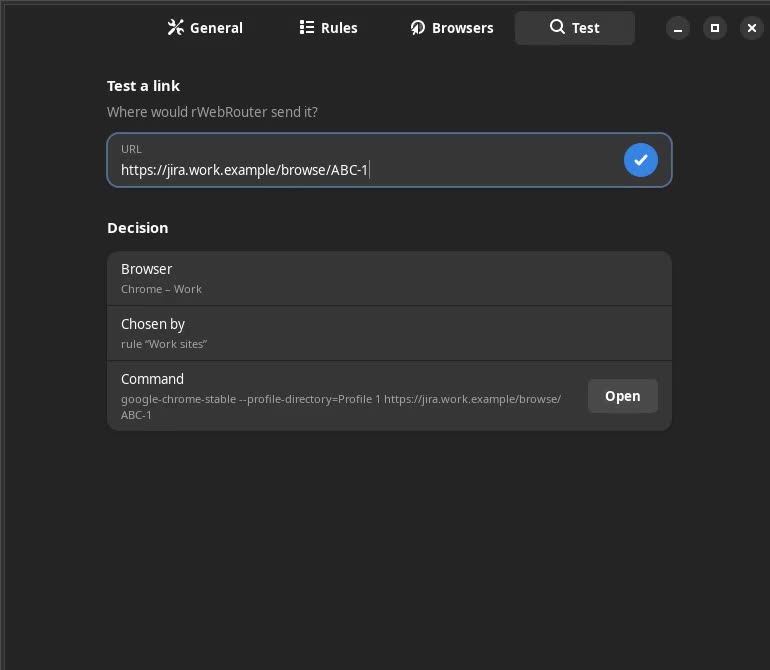 General
Rules
Browsers
Test
Test a link
Where would rWebRouter send it?
URL
https://jira.work.example/browse/ABC-1
Decision
Browser
Chrome – Work
Chosen by
rule “Work sites”
Command
google-chrome-stable --profile-directory=Profile 1 https://jira.work.example/browse/
ABC-1
Open